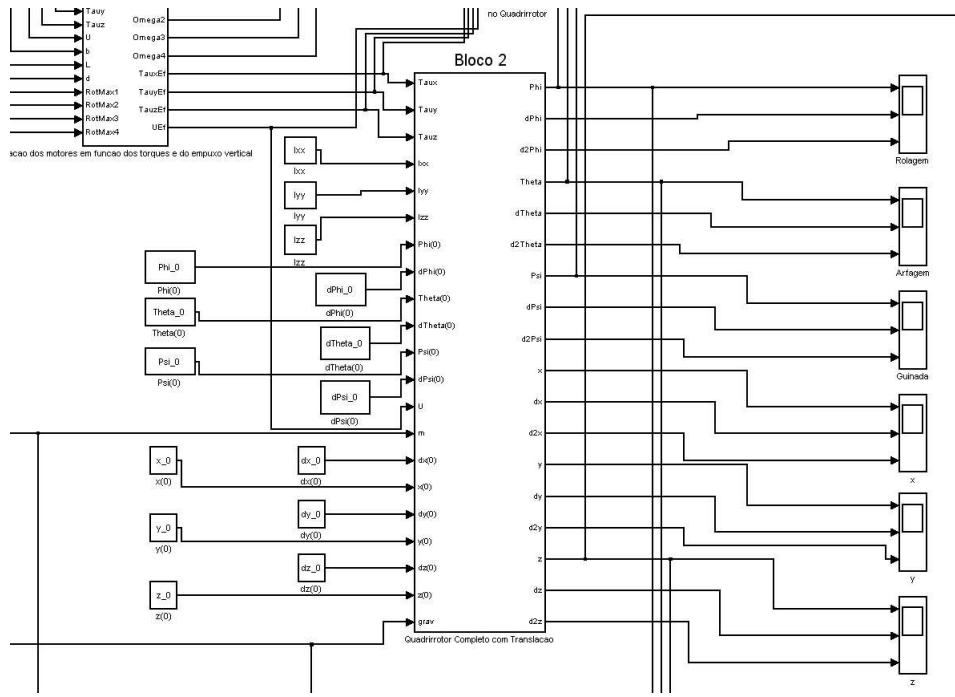 Tauy
Tauz
U
b
L
d
RotMax1
RotMax2
RotMax3
RotMax4
Omega2
Omega3
Omega4
TauxEf
TauyEf
TauzEf
UEf
acao dos motores em funcao dos torques e do empuxo vertical
no Quadrirrotor
Bloco 2
Taux
Tauy
Tauz
Ixx
Iyy
Izz
Phi(0)
dPhi(0)
Theta(0)
dTheta(0)
Psi(0)
dPsi(0)
U
m
dx(0)
x(0)
dy(0)
y(0)
dz(0)
z(0)
grav
Phi
dPhi
d2Phi
Theta
dTheta
d2Theta
Psi
dPsi
d2Psi
x
dx
d2x
y
dy
d2y
z
dz
d2z
Quadrirrotor Completo com Translacao
Ixx
Ixx
Iyy
Iyy
Izz
Izz
Phi_0
Phi(0)
dPhi_0
dPhi(0)
Theta_0
Theta(0)
dTheta_0
dTheta(0)
Psi_0
Psi(0)
dPsi_0
dPsi(0)
x_0
x(0)
dx_0
dx(0)
y_0
y(0)
dy_0
dy(0)
z_0
z(0)
dz_0
dz(0)
Rolagem
Arfagem
Guinada
x
y
z